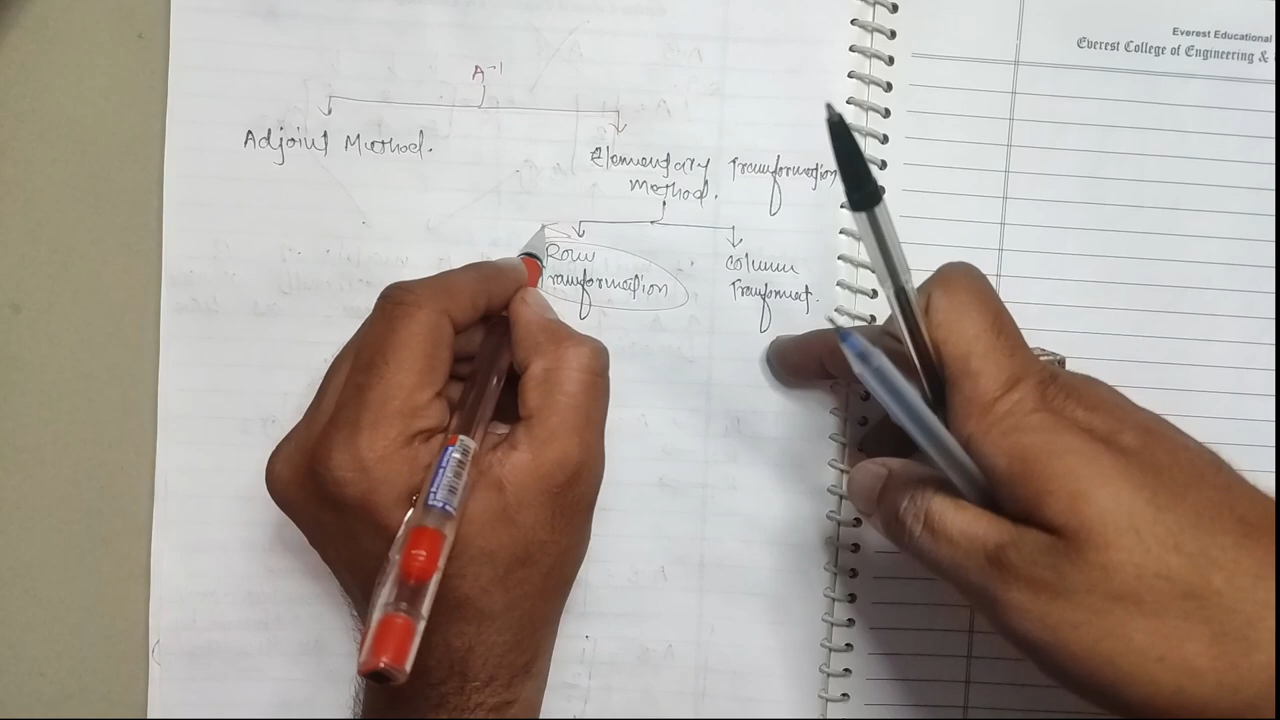 Everest Educational
Everest College of Engineering &
A⁻¹
Adjoint Method.
Elementary Transformation
Method.
Row
Transformation
Column
Transformat.